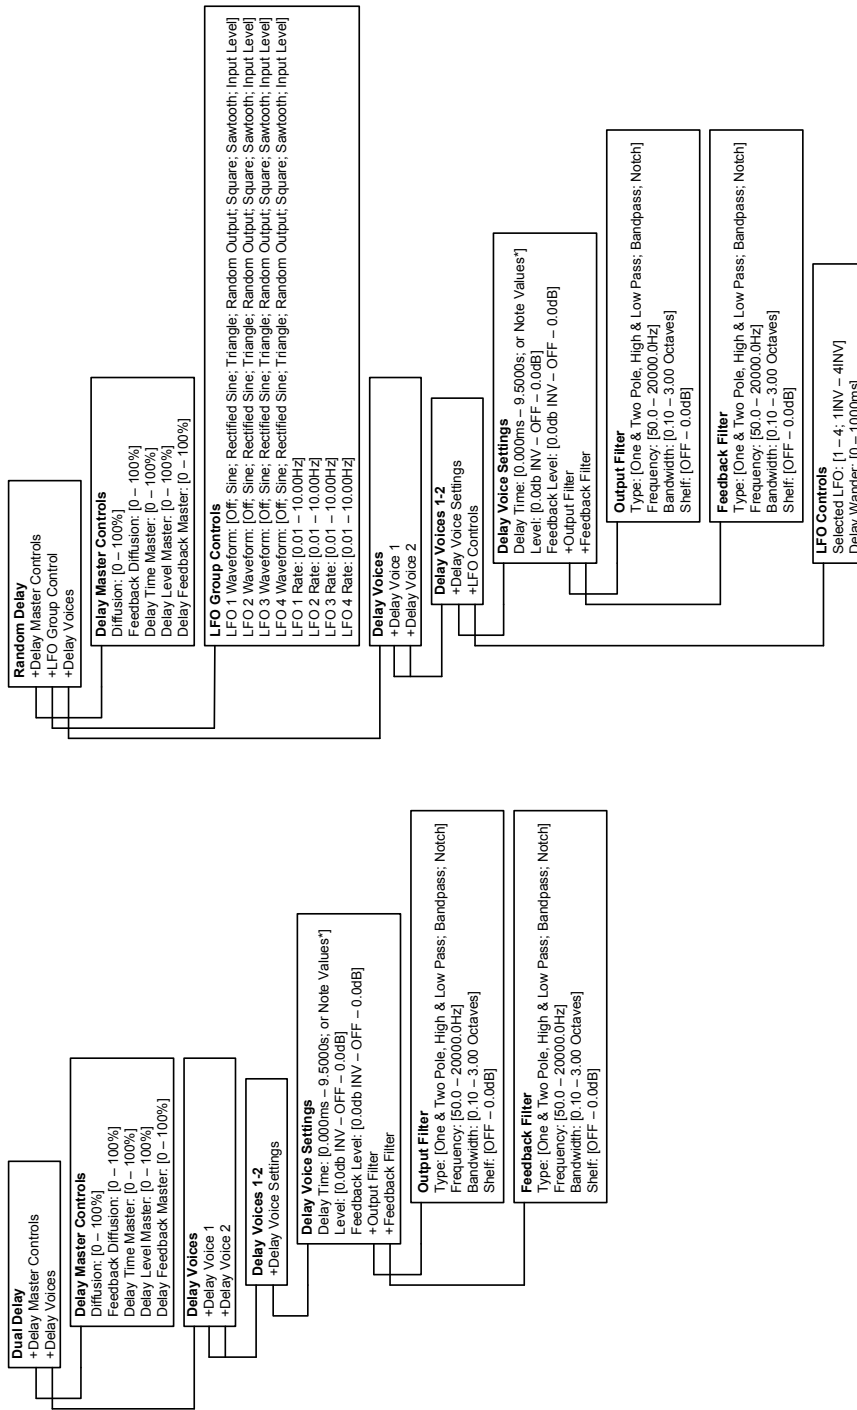 Dual Delay
+Delay Master Controls
+Delay Voices
Delay Master Controls
Diffusion: [0 – 100%]
Feedback Diffusion: [0 – 100%]
Delay Time Master: [0 – 100%]
Delay Level Master: [0 – 100%]
Delay Feedback Master: [0 – 100%]
Delay Voices
+Delay Voice 1
+Delay Voice 2
Delay Voices 1-2
+Delay Voice Settings
Delay Voice Settings
Delay Time: [0.000ms – 9.5000s; or Note Values*]
Level: [0.0db INV – OFF – 0.0dB]
Feedback Level: [0.0db INV – OFF – 0.0dB]
+Output Filter
+Feedback Filter
Output Filter
Type: [One & Two Pole, High & Low Pass; Bandpass; Notch]
Frequency: [50.0 – 20000.0Hz]
Bandwidth: [0.10 – 3.00 Octaves]
Shelf: [OFF – 0.0dB]
Feedback Filter
Type: [One & Two Pole, High & Low Pass; Bandpass; Notch]
Frequency: [50.0 – 20000.0Hz]
Bandwidth: [0.10 – 3.00 Octaves]
Shelf: [OFF – 0.0dB]
Random Delay
+Delay Master Controls
+LFO Group Control
+Delay Voices
Delay Master Controls
Diffusion: [0 – 100%]
Feedback Diffusion: [0 – 100%]
Delay Time Master: [0 – 100%]
Delay Level Master: [0 – 100%]
Delay Feedback Master: [0 – 100%]
LFO Group Controls
LFO 1 Waveform: [Off; Sine; Rectified Sine; Triangle; Random Output; Square; Sawtooth; Input Level]
LFO 2 Waveform: [Off; Sine; Rectified Sine; Triangle; Random Output; Square; Sawtooth; Input Level]
LFO 3 Waveform: [Off; Sine; Rectified Sine; Triangle; Random Output; Square; Sawtooth; Input Level]
LFO 4 Waveform: [Off; Sine; Rectified Sine; Triangle; Random Output; Square; Sawtooth; Input Level]
LFO 1 Rate: [0.01 – 10.00Hz]
LFO 2 Rate: [0.01 – 10.00Hz]
LFO 3 Rate: [0.01 – 10.00Hz]
LFO 4 Rate: [0.01 – 10.00Hz]
Delay Voices
+Delay Voice 1
+Delay Voice 2
Delay Voices 1-2
+Delay Voice Settings
+LFO Controls
Delay Voice Settings
Delay Time: [0.000ms – 9.5000s; or Note Values*]
Level: [0.0db INV – OFF – 0.0dB]
Feedback Level: [0.0db INV – OFF – 0.0dB]
+Output Filter
+Feedback Filter
Output Filter
Type: [One & Two Pole, High & Low Pass; Bandpass; Notch]
Frequency: [50.0 – 20000.0Hz]
Bandwidth: [0.10 – 3.00 Octaves]
Shelf: [OFF – 0.0dB]
Feedback Filter
Type: [One & Two Pole, High & Low Pass; Bandpass; Notch]
Frequency: [50.0 – 20000.0Hz]
Bandwidth: [0.10 – 3.00 Octaves]
Shelf: [OFF – 0.0dB]
LFO Controls
Selected LFO: [1 – 4; 1INV – 4INV]
Delay Wander: [0 – 1000ms]